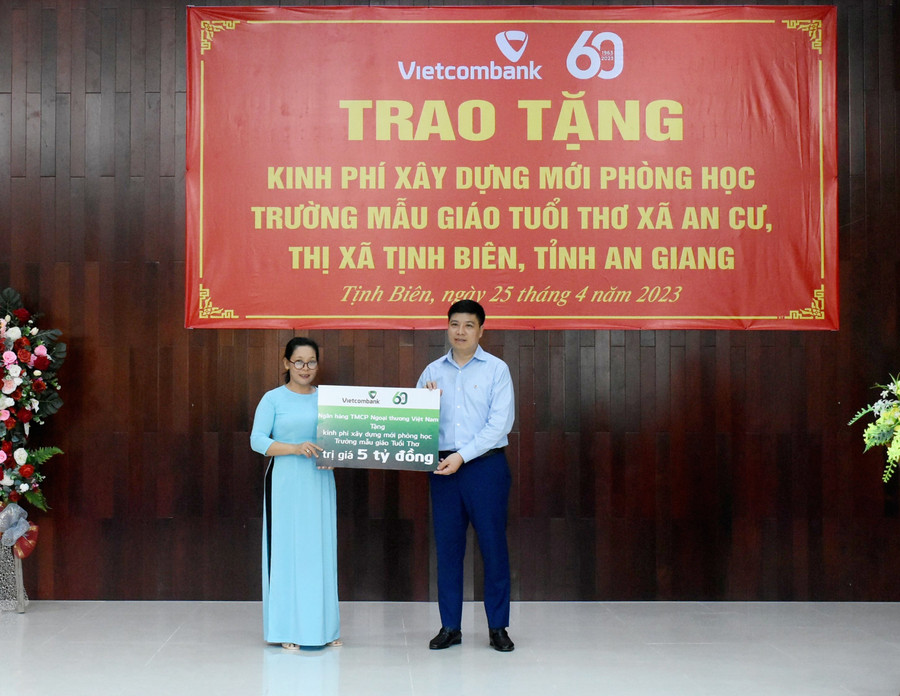 Vietcombank 60 1963 2023
TRAO TẶNG
KINH PHÍ XÂY DỰNG MỚI PHÒNG HỌC
TRƯỜNG MẪU GIÁO TUỔI THƠ XÃ AN CƯ,
THỊ XÃ TỊNH BIÊN, TỈNH AN GIANG
Tịnh Biên, ngày 25 tháng 4 năm 2023
Vietcombank 60
Ngân hàng TMCP Ngoại thương Việt Nam
Tặng
kinh phí xây dựng mới phòng học
Trường mẫu giáo Tuổi Thơ
trị giá 5 tỷ đồng